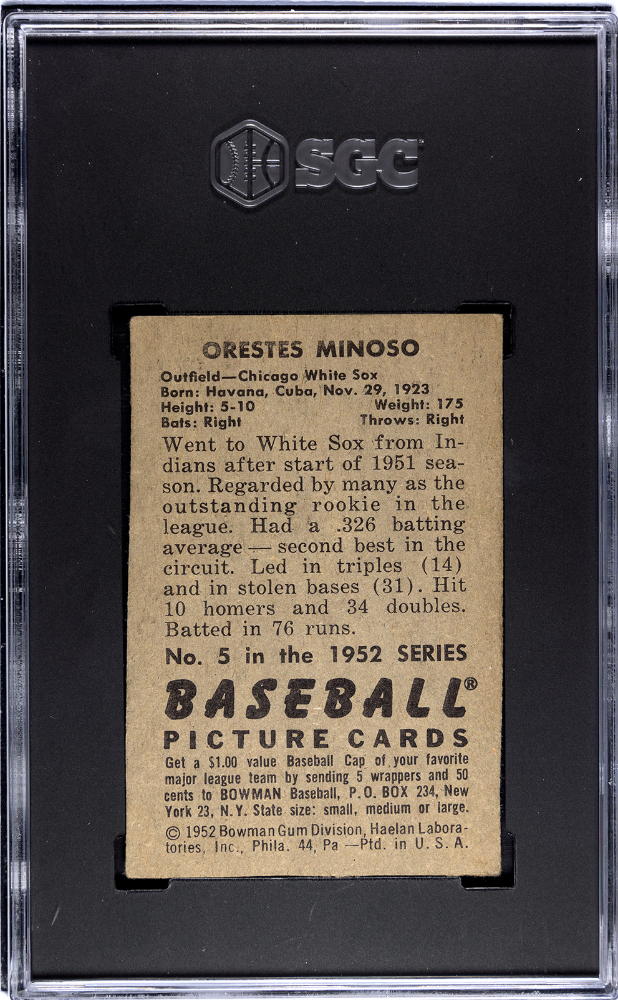 SGC
ORESTES MINOSO
Outfield—Chicago White Sox
Born: Havana, Cuba, Nov. 29, 1923
Height: 5-10 Weight: 175
Bats: Right Throws: Right
Went to White Sox from In-
dians after start of 1951 sea-
son. Regarded by many as the
outstanding rookie in the
league. Had a .326 batting
average — second best in the
circuit. Led in triples (14)
and in stolen bases (31). Hit
10 homers and 34 doubles.
Batted in 76 runs.
No. 5 in the 1952 SERIES
BASEBALL®
PICTURE CARDS
Get a $1.00 value Baseball Cap of your favorite
major league team by sending 5 wrappers and 50
cents to BOWMAN Baseball, P.O. BOX 234, New
York 23, N.Y. State size: small, medium or large.
© 1952 Bowman Gum Division, Haelan Labora-
tories, Inc., Phila. 44, Pa —Ptd. in U. S. A.